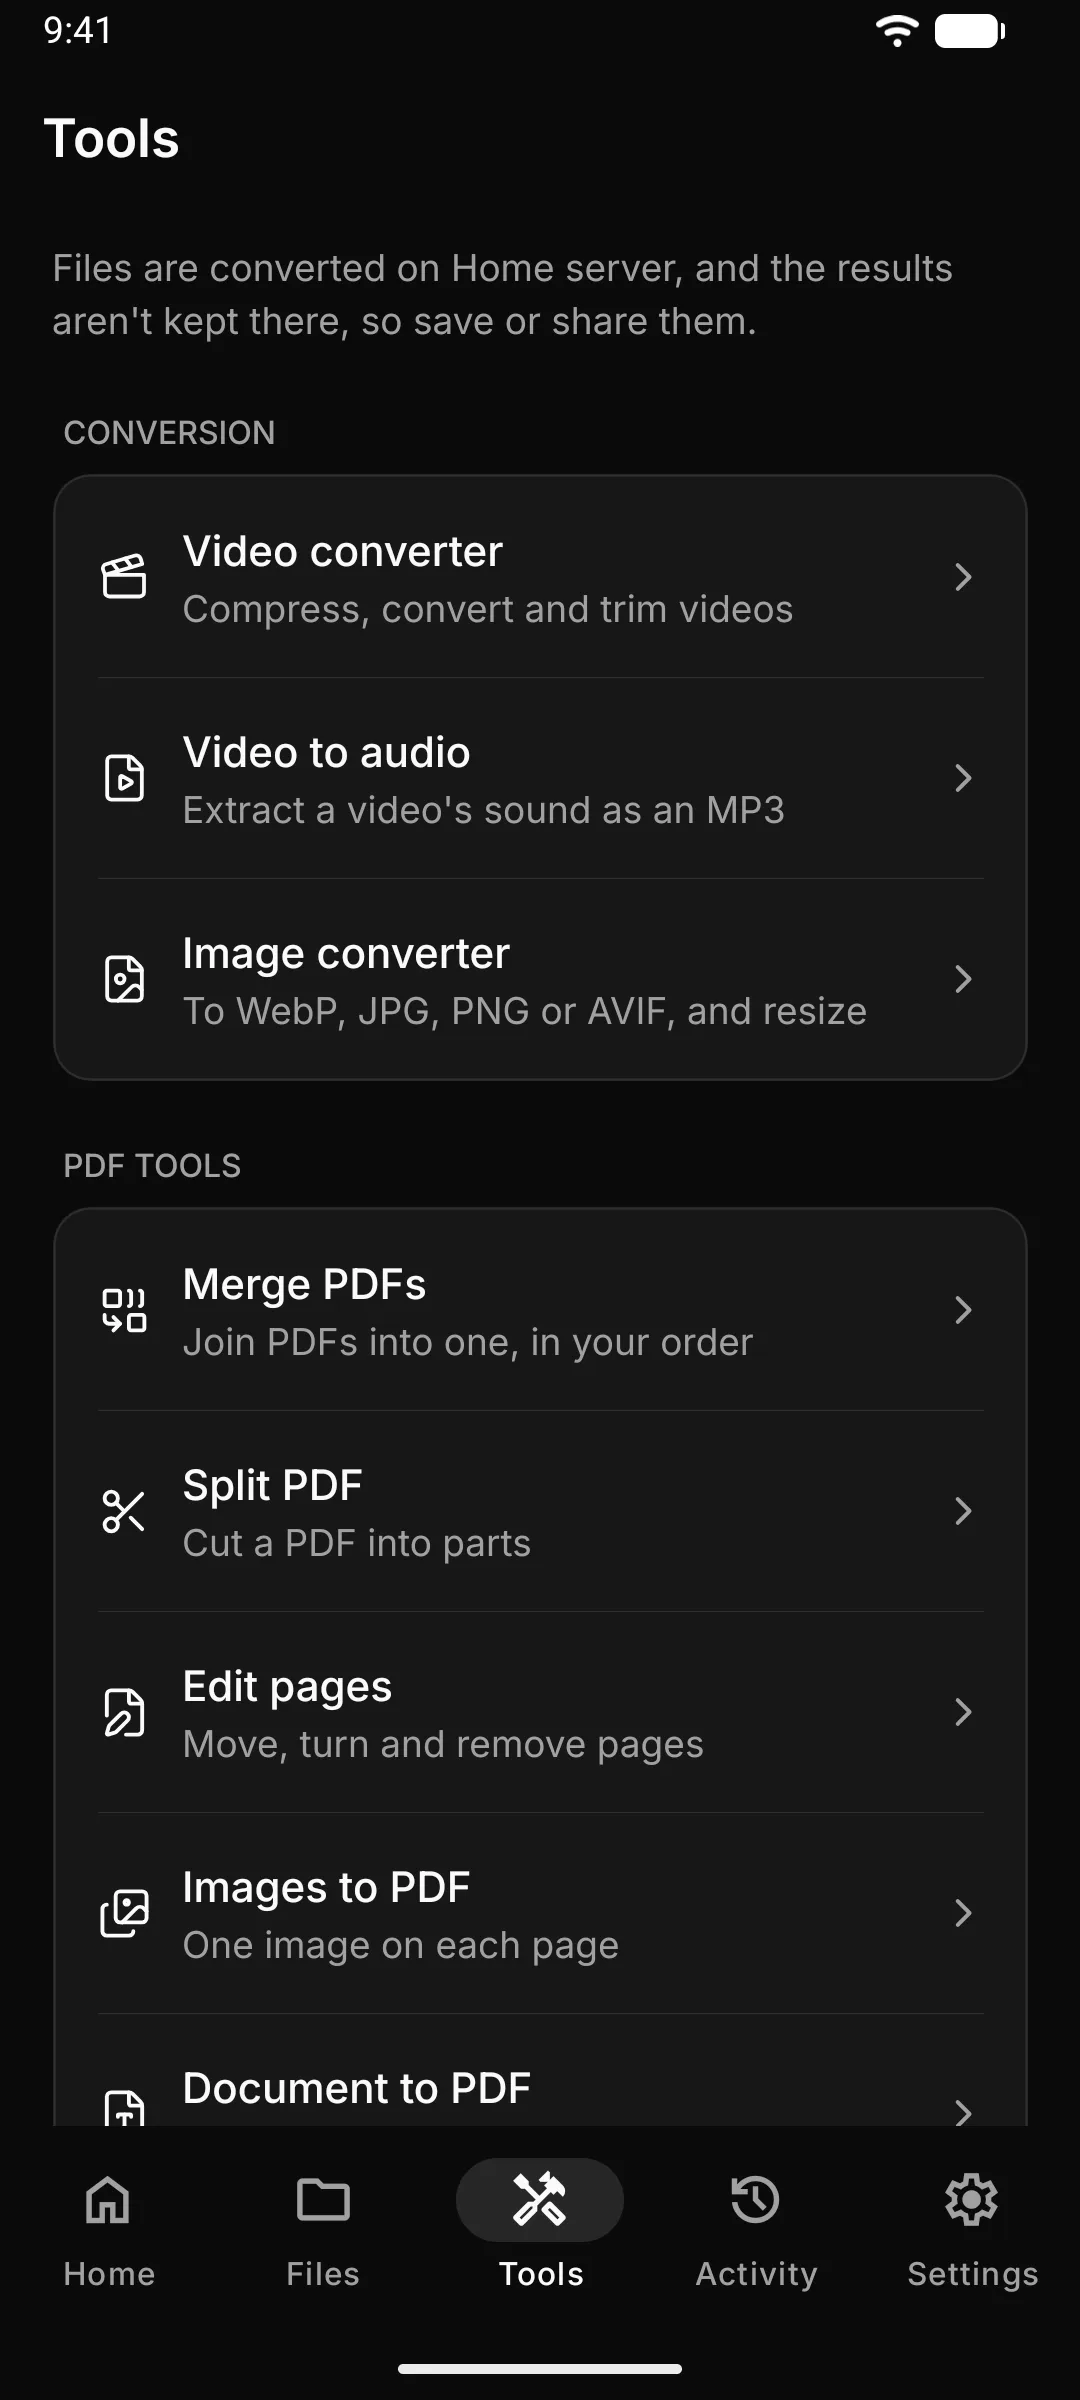 9:41
Tools
Files are converted on Home server, and the results
aren't kept there, so save or share them.
CONVERSION
Video converter
Compress, convert and trim videos
Video to audio
Extract a video's sound as an MP3
Image converter
To WebP, JPG, PNG or AVIF, and resize
PDF TOOLS
Merge PDFs
Join PDFs into one, in your order
Split PDF
Cut a PDF into parts
Edit pages
Move, turn and remove pages
Images to PDF
One image on each page
Document to PDF
Home
Files
Tools
Activity
Settings